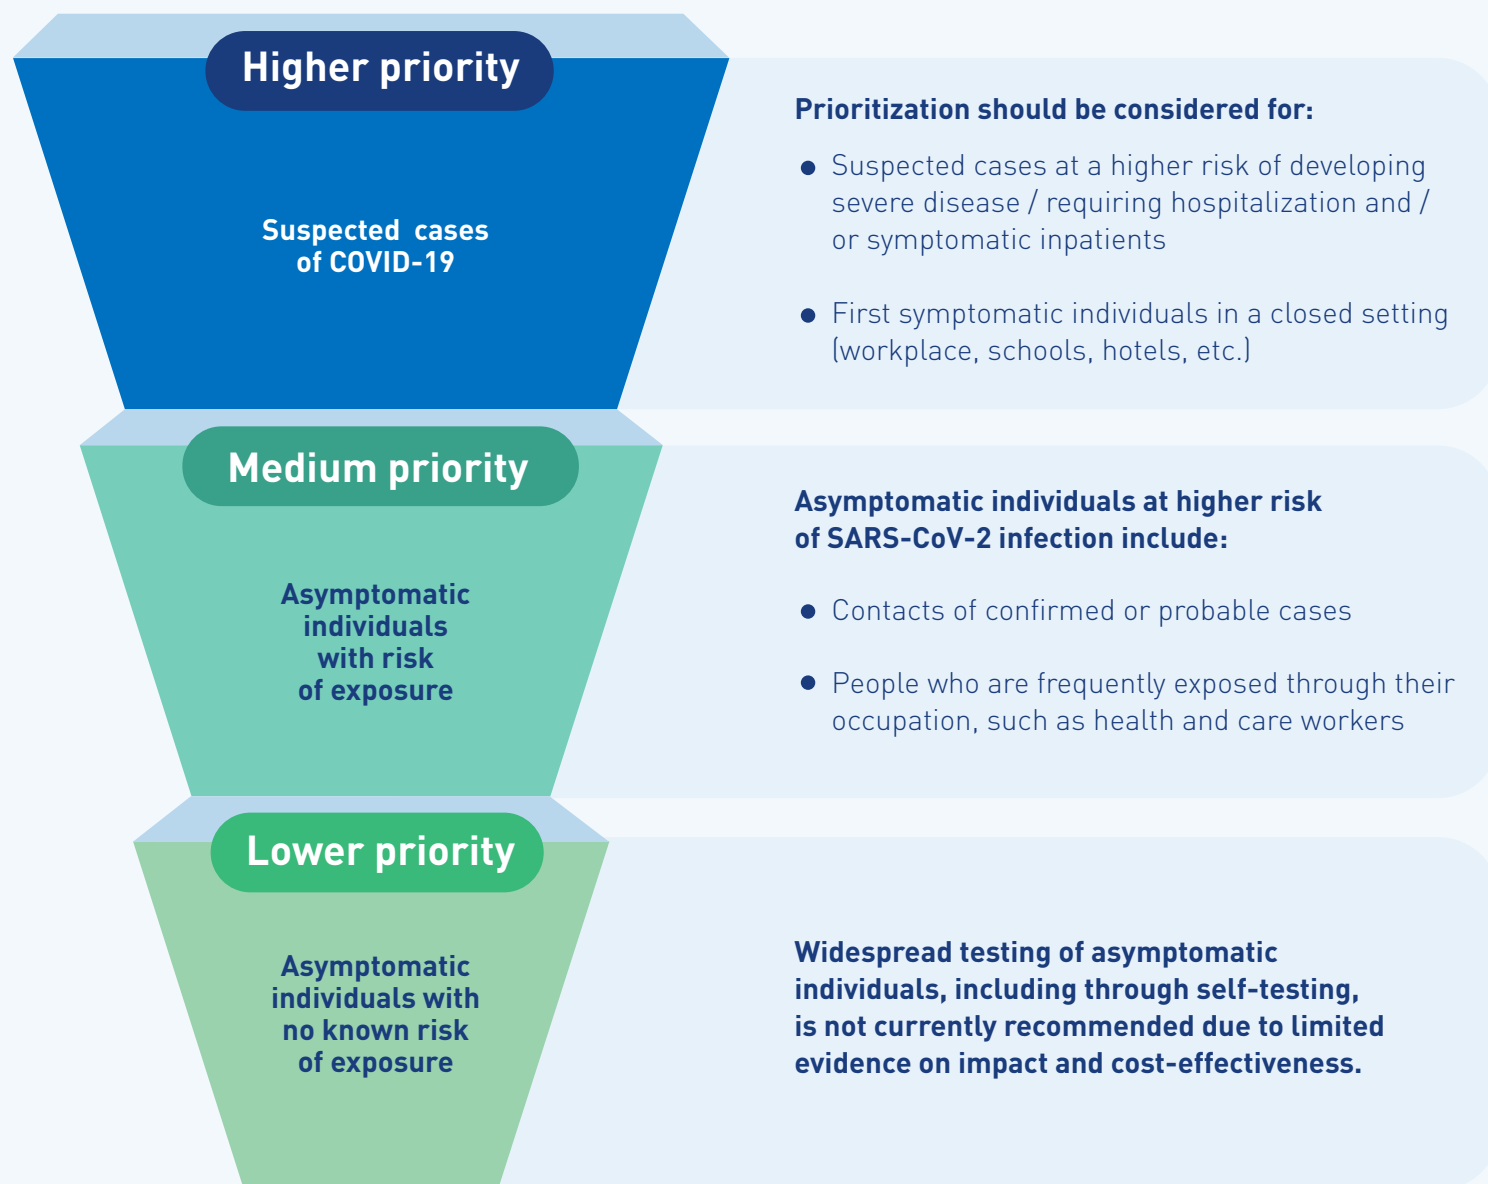 Higher priority
Suspected cases
of COVID-19
Prioritization should be considered for:
● Suspected cases at a higher risk of developing
severe disease / requiring hospitalization and /
or symptomatic inpatients
● First symptomatic individuals in a closed setting
(workplace, schools, hotels, etc.)
Medium priority
Asymptomatic
individuals
with risk
of exposure
Asymptomatic individuals at higher risk
of SARS-CoV-2 infection include:
● Contacts of confirmed or probable cases
● People who are frequently exposed through their
occupation, such as health and care workers
Lower priority
Asymptomatic
individuals with
no known risk
of exposure
Widespread testing of asymptomatic
individuals, including through self-testing,
is not currently recommended due to limited
evidence on impact and cost-effectiveness.